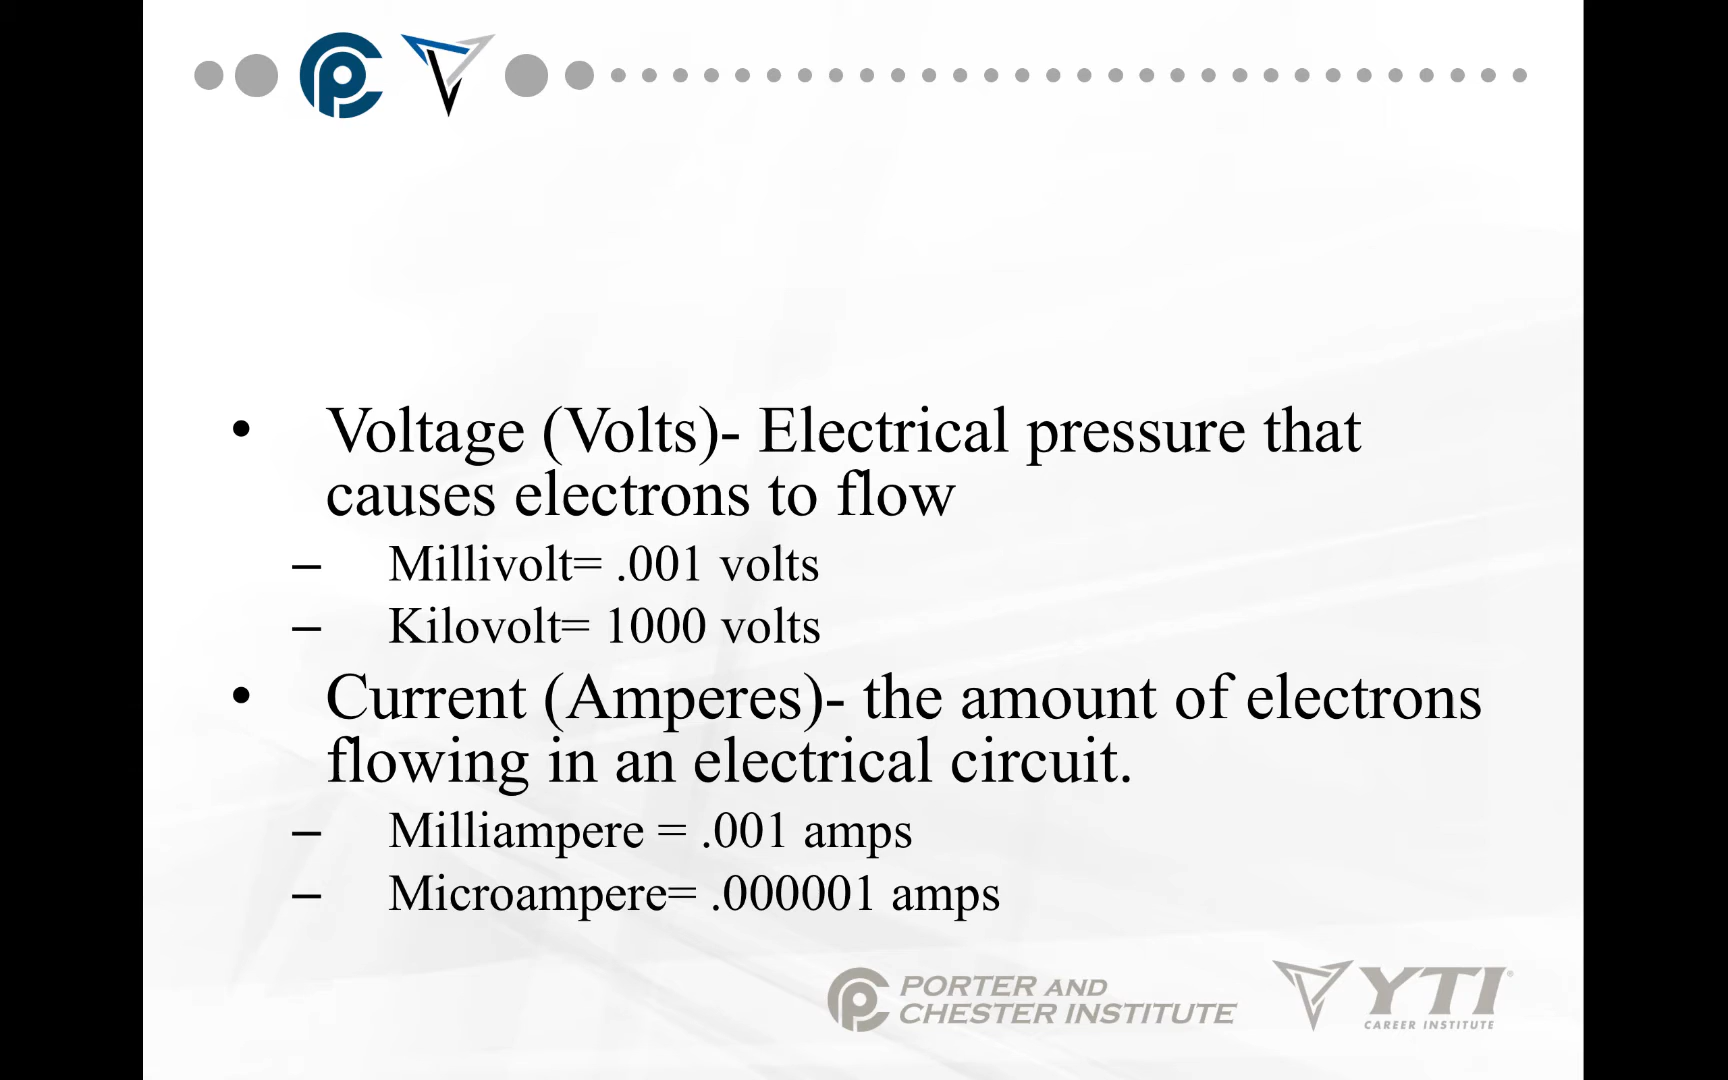 • Voltage (Volts)- Electrical pressure that
causes electrons to flow
– Millivolt= .001 volts
– Kilovolt= 1000 volts
• Current (Amperes)- the amount of electrons
flowing in an electrical circuit.
– Milliampere = .001 amps
– Microampere= .000001 amps
PORTER AND
CHESTER INSTITUTE
YTI®
CAREER INSTITUTE